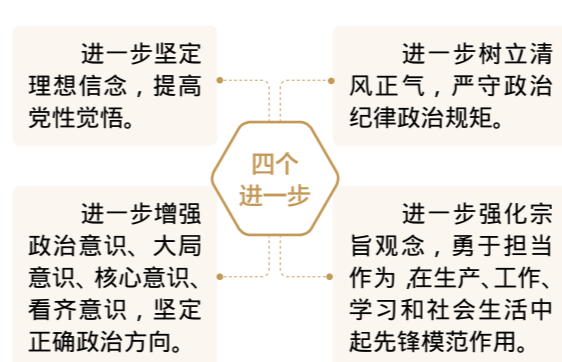 进一步坚定
理想信念，提高
党性觉悟。
进一步树立清
风正气，严守政治
纪律政治规矩。
四个
进一步
进一步增强
政治意识、大局
意识、核心意识、
看齐意识，坚定
正确政治方向。
进一步强化宗
旨观念，勇于担当
作为，在生产、工作、
学习和社会生活中
起先锋模范作用。